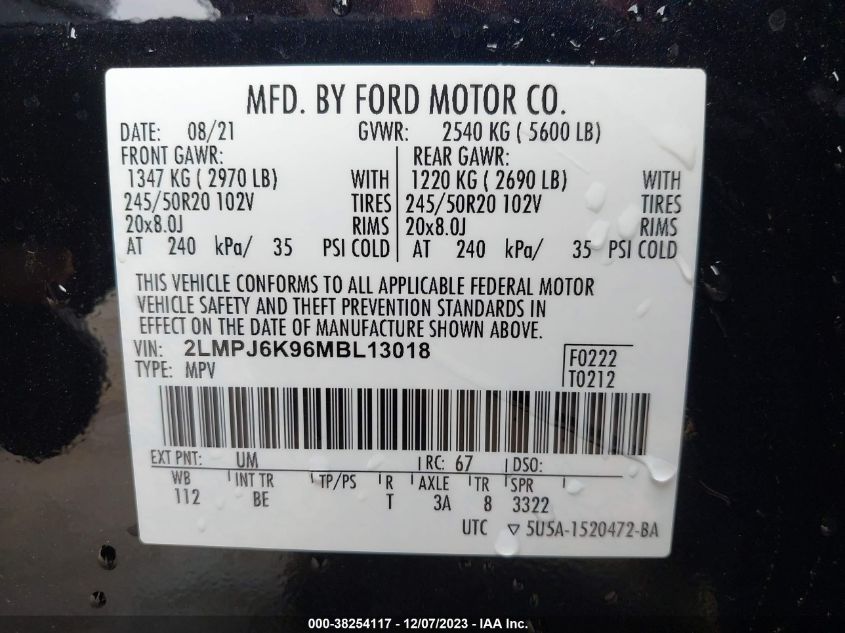 MFD. BY FORD MOTOR CO.
DATE: 08/21 GVWR: 2540 KG ( 5600 LB)
FRONT GAWR: REAR GAWR:
1347 KG ( 2970 LB) WITH 1220 KG ( 2690 LB) WITH
245/50R20 102V TIRES 245/50R20 102V TIRES
20x8.0J RIMS 20x8.0J RIMS
AT 240 kPa/ 35 PSI COLD AT 240 kPa/ 35 PSI COLD
THIS VEHICLE CONFORMS TO ALL APPLICABLE FEDERAL MOTOR
VEHICLE SAFETY AND THEFT PREVENTION STANDARDS IN
EFFECT ON THE DATE OF MANUFACTURE SHOWN ABOVE.
VIN: 2LMPJ6K96MBL13018 F0222
TYPE: MPV T0212
EXT PNT: UM RC: 67 DSO:
WB INT TR TP/PS R AXLE TR SPR
112 BE T 3A 8 3322
UTC ▽ 5U5A-1520472-BA
000-38254117 - 12/07/2023 - IAA Inc.